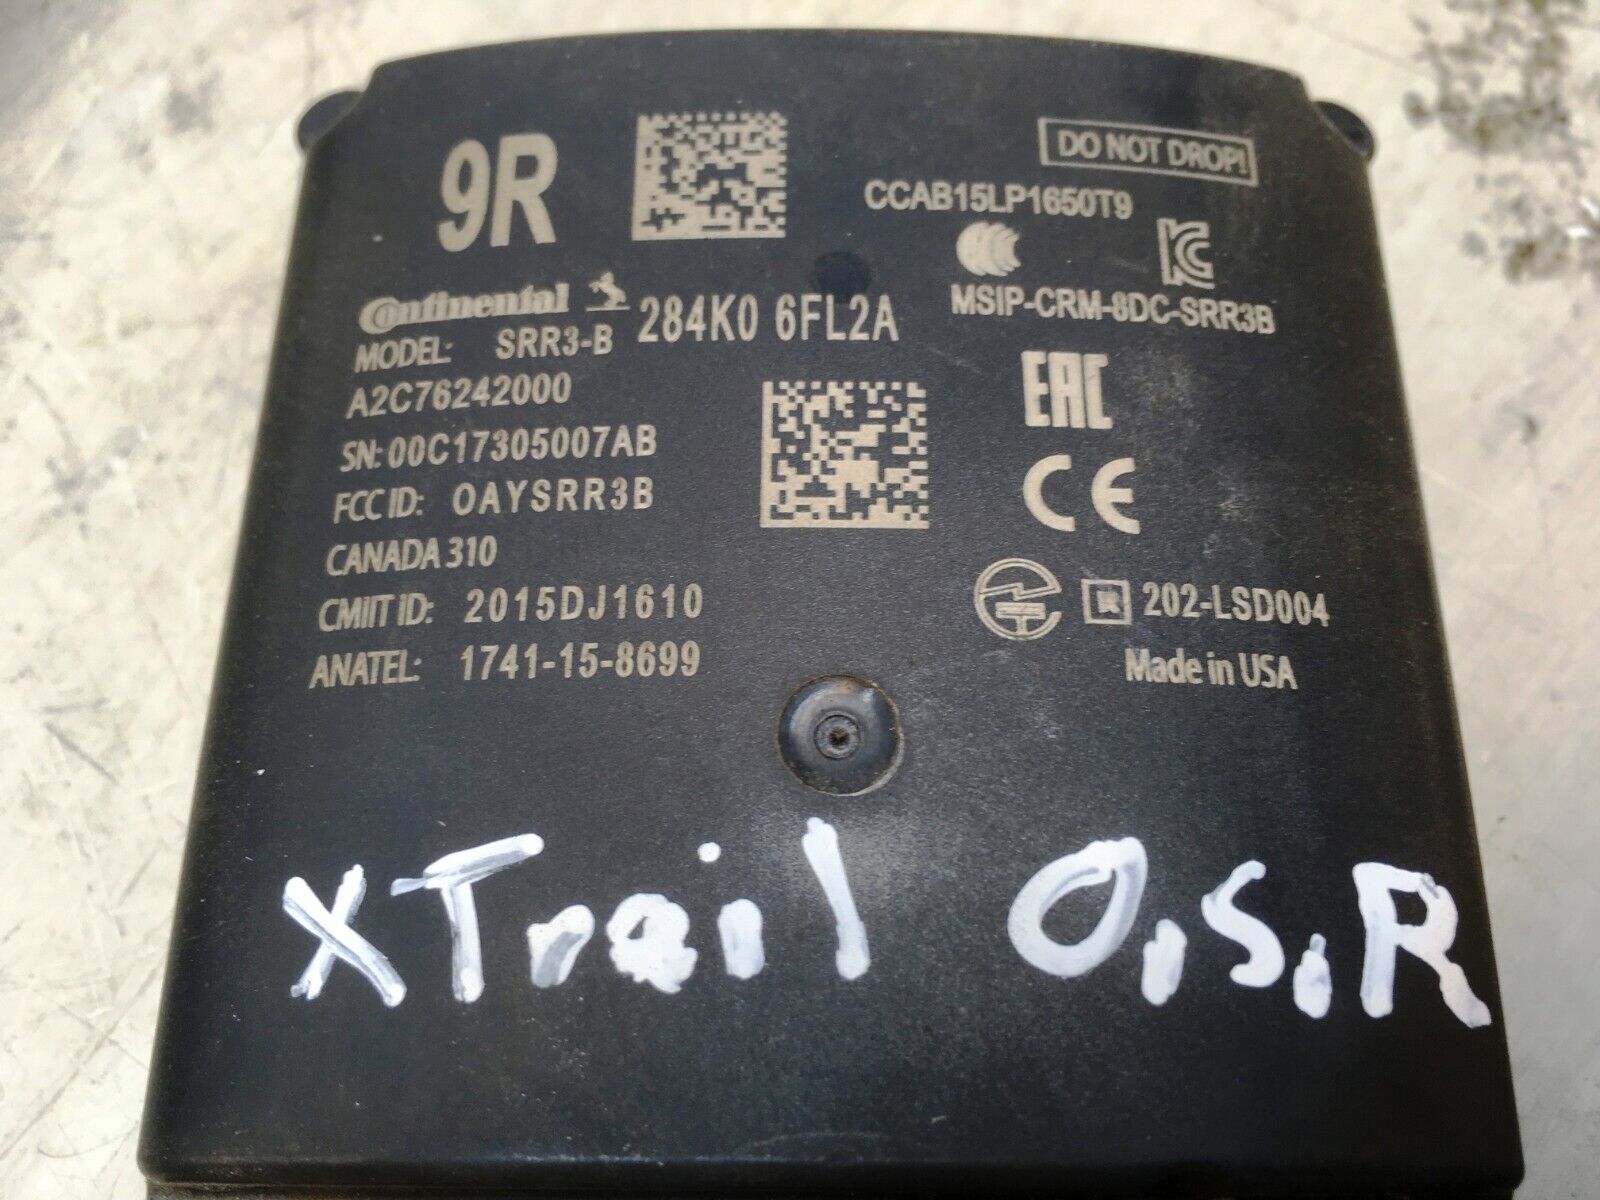 9R
DO NOT DROP!
CCAB15LP1650T9
Continental
284K0 6FL2A
MSIP-CRM-8DC-SRR3B
MODEL: SRR3-B
A2C76242000
EAC
SN:00C17305007AB
CE
FCC ID: OAYSRR3B
CANADA 310
CMIIT ID: 2015DJ1610
R 202-LSD004
ANATEL: 1741-15-8699
Made in USA
XTrail O,S,R